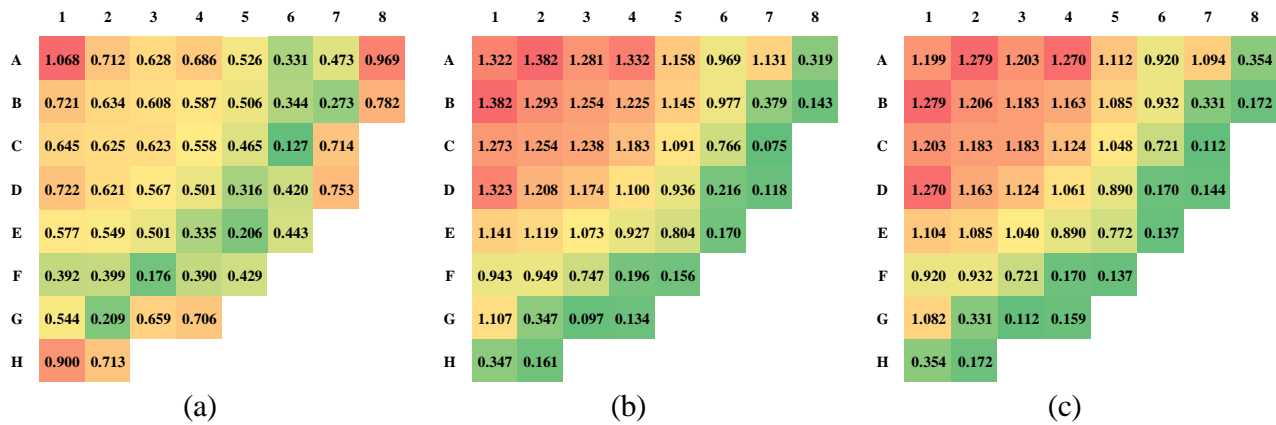 1 2 3 4 5 6 7 8 1 2 3 4 5 6 7 8 1 2 3 4 5 6 7 8
A 1.068 0.712 0.628 0.686 0.526 0.331 0.473 0.969 A 1.322 1.382 1.281 1.332 1.158 0.969 1.131 0.319 A 1.199 1.279 1.203 1.270 1.112 0.920 1.094 0.354
B 0.721 0.634 0.608 0.587 0.506 0.344 0.273 0.782 B 1.382 1.293 1.254 1.225 1.145 0.977 0.379 0.143 B 1.279 1.206 1.183 1.163 1.085 0.932 0.331 0.172
C 0.645 0.625 0.623 0.558 0.465 0.127 0.714 C 1.273 1.254 1.238 1.183 1.091 0.766 0.075 C 1.203 1.183 1.183 1.124 1.048 0.721 0.112
D 0.722 0.621 0.567 0.501 0.316 0.420 0.753 D 1.323 1.208 1.174 1.100 0.936 0.216 0.118 D 1.270 1.163 1.124 1.061 0.890 0.170 0.144
E 0.577 0.549 0.501 0.335 0.206 0.443 E 1.141 1.119 1.073 0.927 0.804 0.170 E 1.104 1.085 1.040 0.890 0.772 0.137
F 0.392 0.399 0.176 0.390 0.429 F 0.943 0.949 0.747 0.196 0.156 F 0.920 0.932 0.721 0.170 0.137
G 0.544 0.209 0.659 0.706 G 1.107 0.347 0.097 0.134 G 1.082 0.331 0.112 0.159
H 0.900 0.713 H 0.347 0.161 H 0.354 0.172
(a) (b) (c)